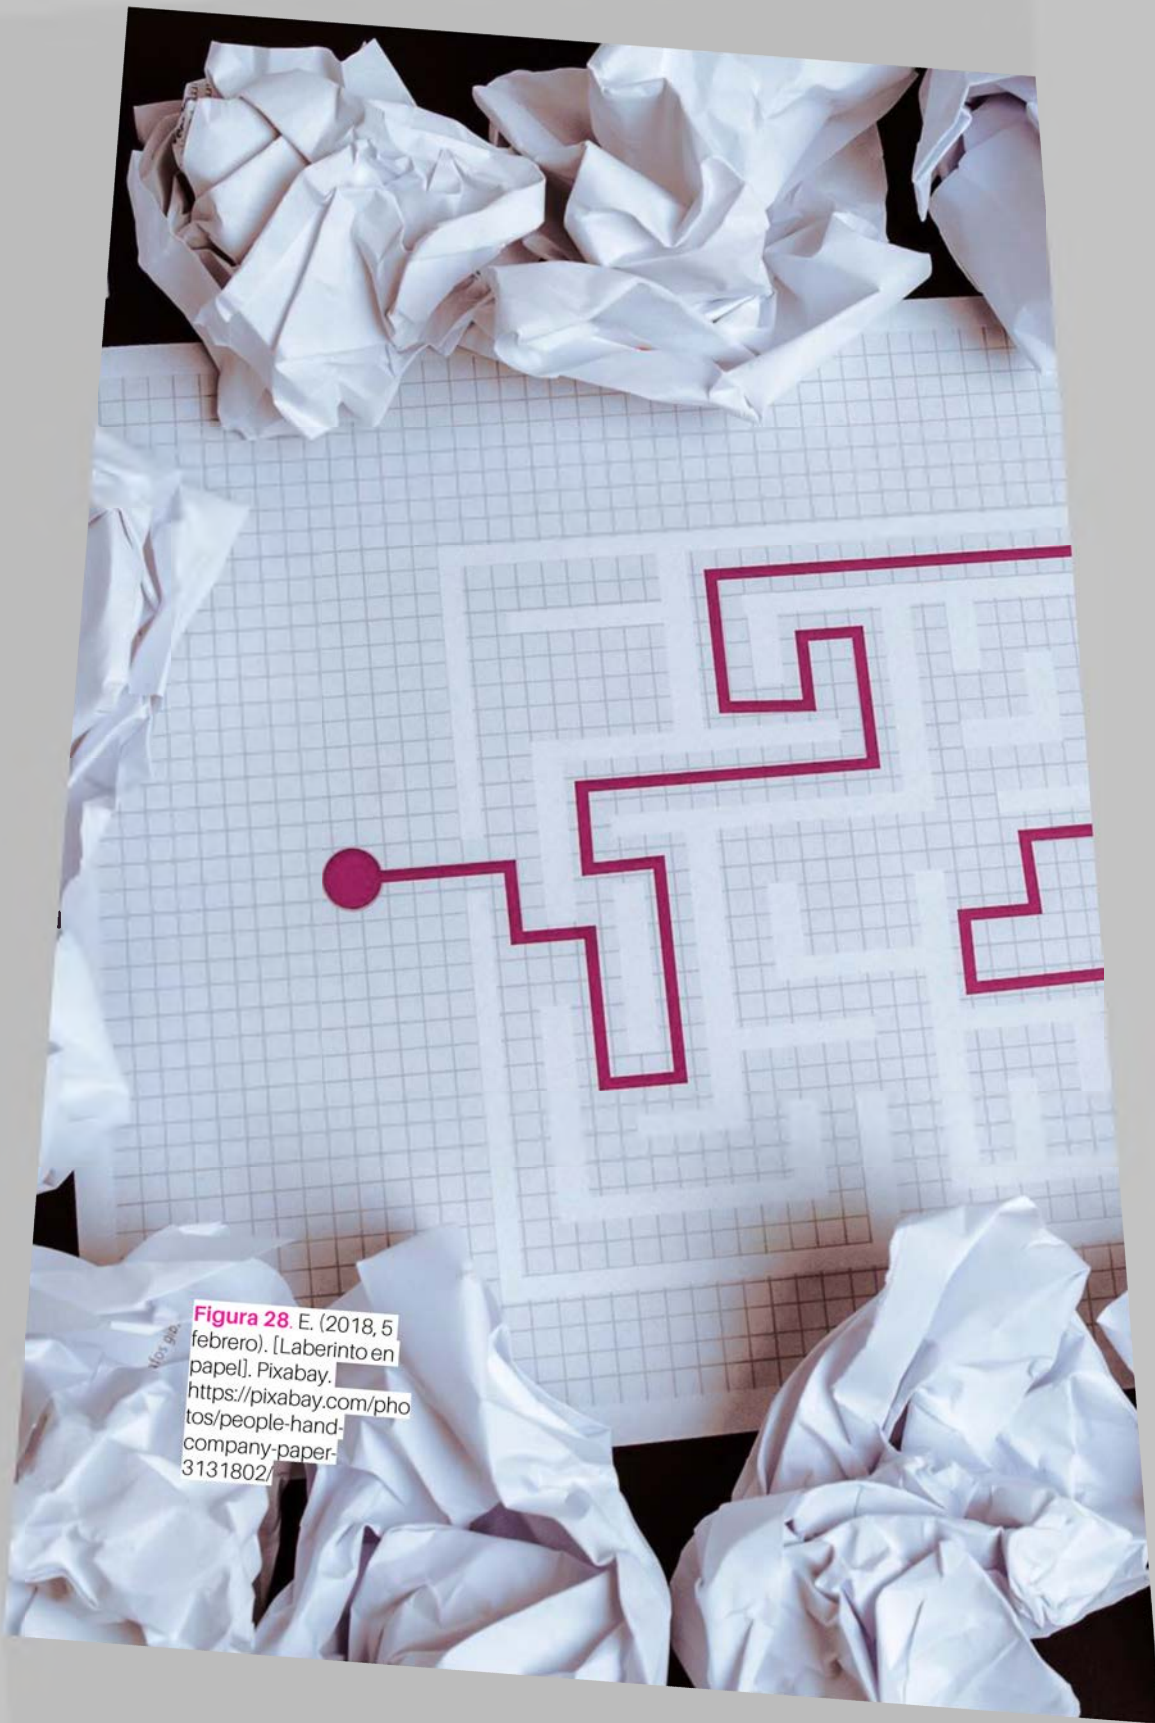 Figura 28. E. (2018, 5
febrero). [Laberinto en
papel]. Pixabay.
https://pixabay.com/pho
tos/people-hand-
company-paper-
3131802/